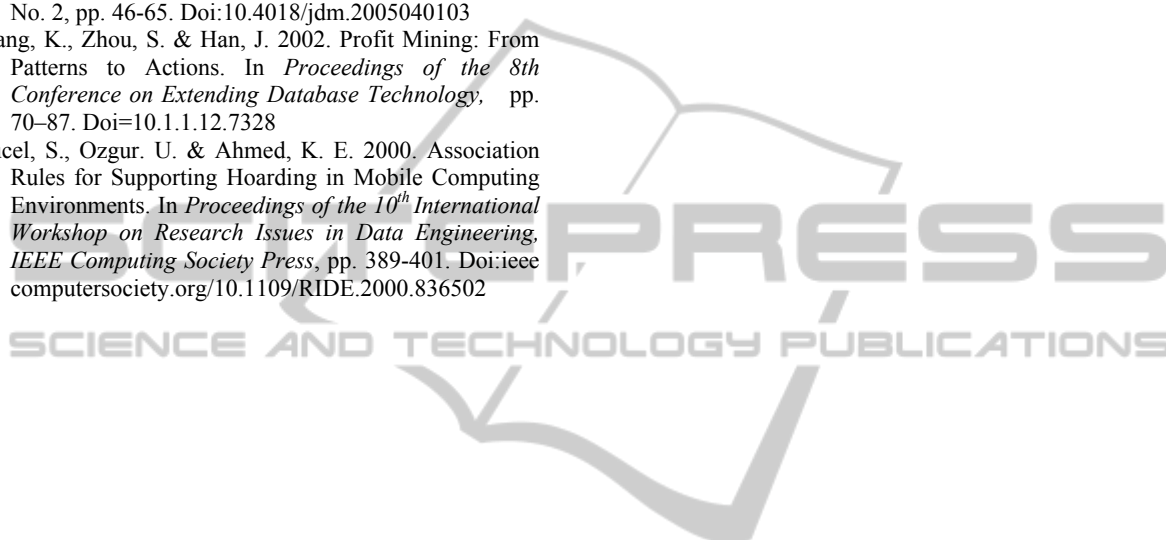 No. 2, pp. 46-65. Doi:10.4018/jdm.2005040103
ang, K., Zhou, S. & Han, J. 2002. Profit Mining: From
Patterns to Actions. In Proceedings of the 8th
Conference on Extending Database Technology, pp.
70–87. Doi=10.1.1.12.7328
cel, S., Ozgur. U. & Ahmed, K. E. 2000. Association
Rules for Supporting Hoarding in Mobile Computing
Environments. In Proceedings of the 10th International
Workshop on Research Issues in Data Engineering,
IEEE Computing Society Press, pp. 389-401. Doi:ieee
computersociety.org/10.1109/RIDE.2000.836502
SCITEPRESS
SCIENCE AND TECHNOLOGY PUBLICATIONS